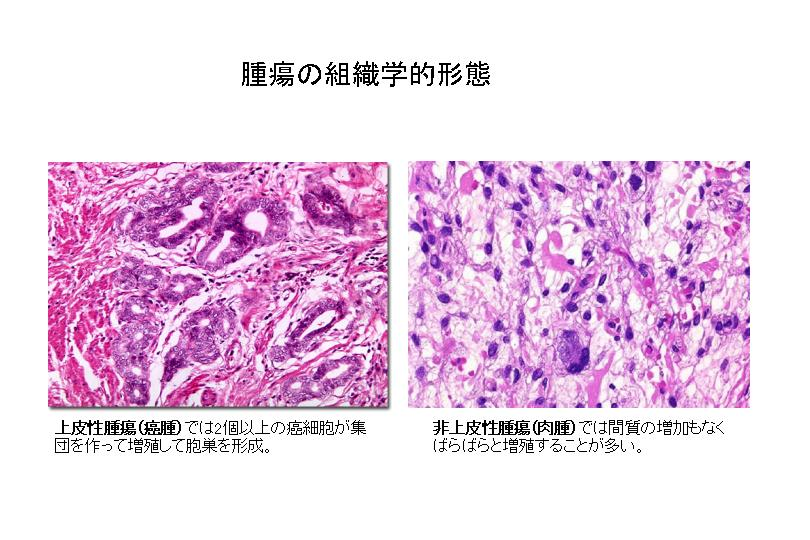 腫瘍の組織学的形態
上皮性腫瘍(癌腫)では2個以上の癌細胞が集
団を作って増殖して胞巣を形成。
非上皮性腫瘍(肉腫)では間質の増加もなく
ばらばらと増殖することが多い。